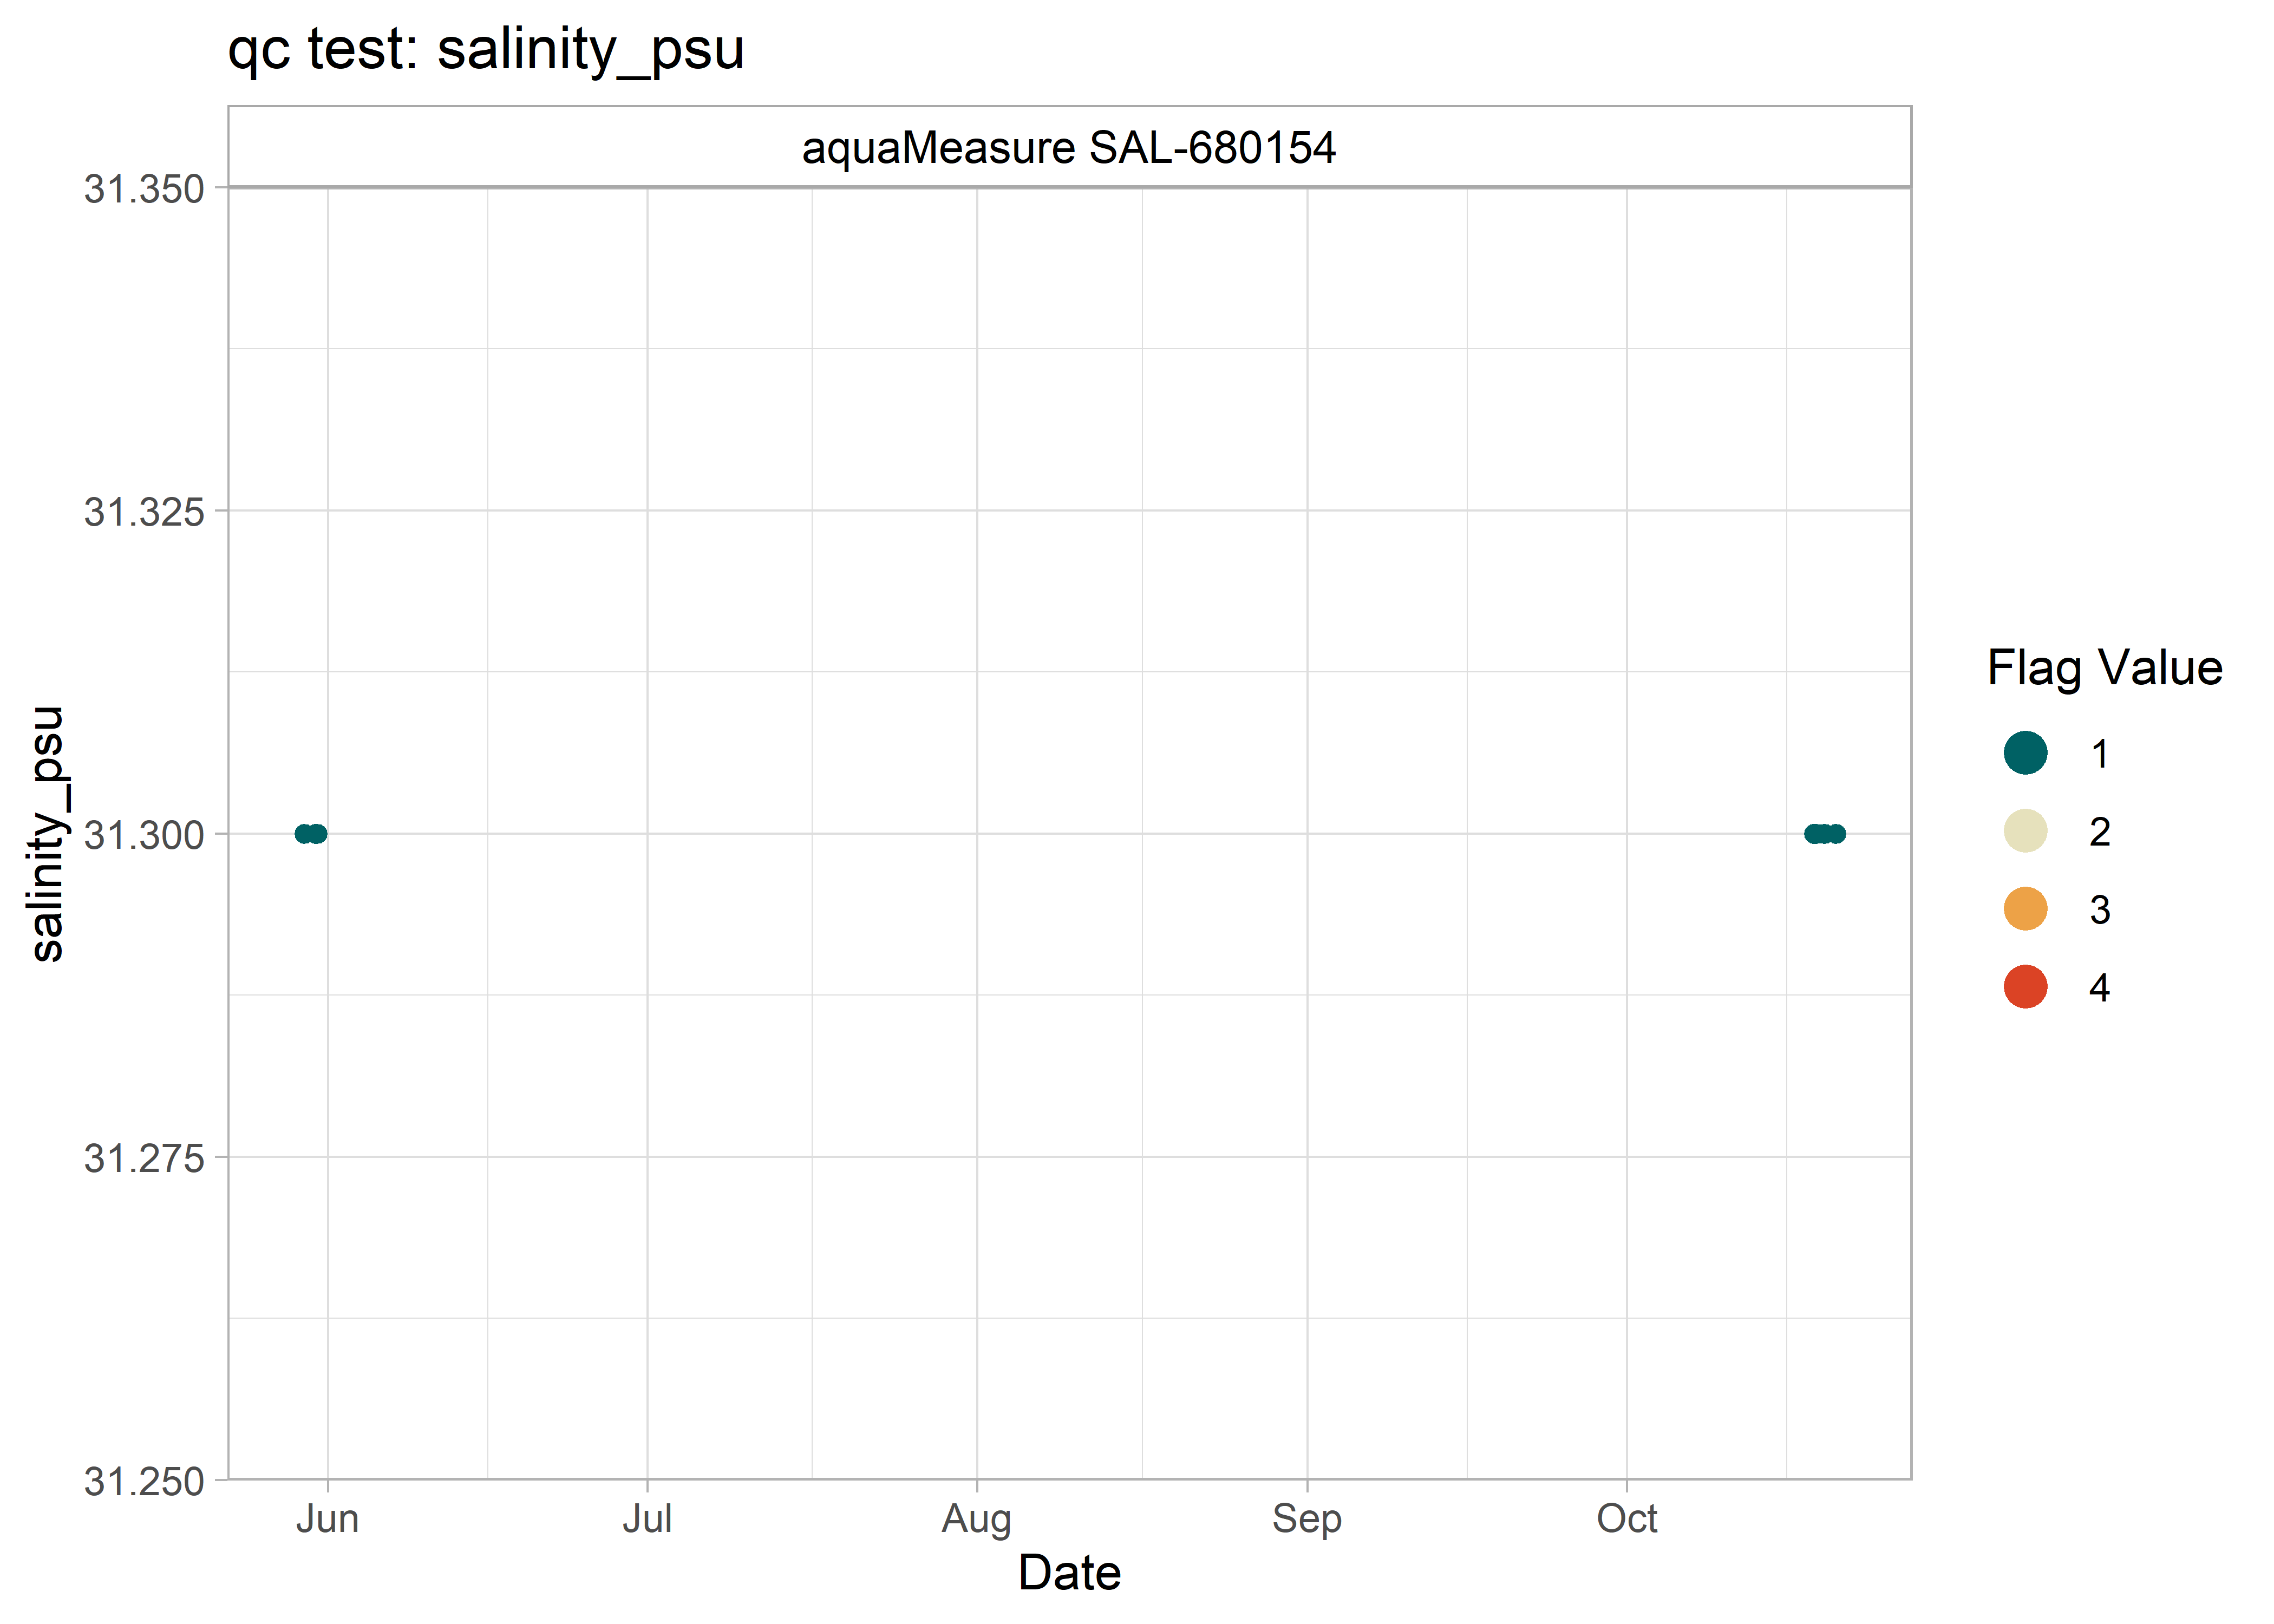 qc test: salinity_psu
aquaMeasure SAL-680154
31.350
31.325
31.300
31.275
31.250
salinity_psu
Jun
Jul
Aug
Sep
Oct
Date
Flag Value
1
2
3
4